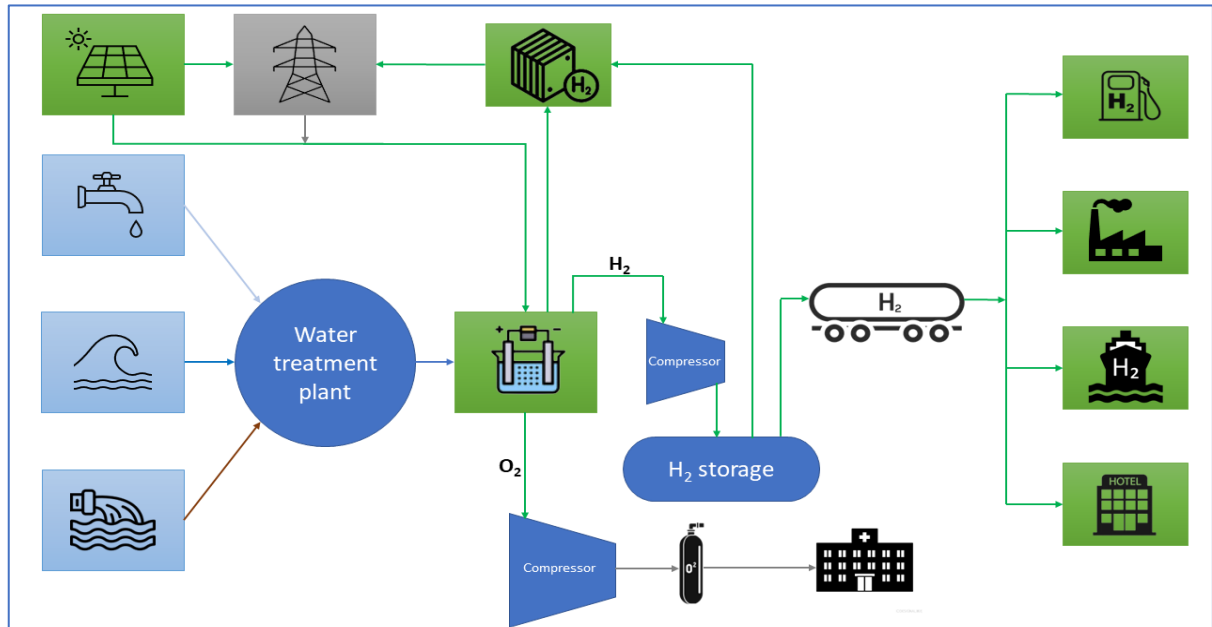 H₂
H₂
Water
treatment
plant
+ −
H₂
Compressor
H₂
H₂
O₂
H₂ storage
HOTEL
Compressor
O²
+